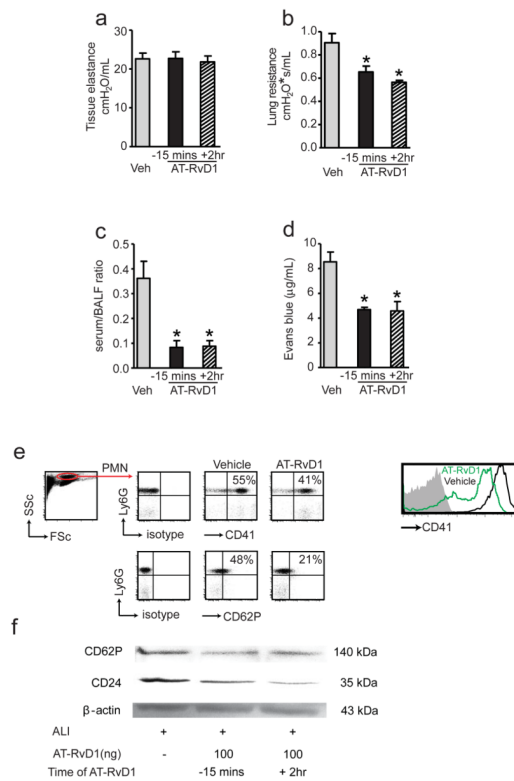 a
Tissue elastance
cmH2O/mL
30
20
10
0
-15 mins +2hr
Veh
AT-RvD1
b
Lung resistance
cmH2O*s/mL
1.0
0.8
0.6
0.4
0.2
0.0
* *
-15 mins +2hr
Veh
AT-RvD1
c
serum/BALF ratio
0.5
0.4
0.3
0.2
0.1
0.0
* *
-15 mins +2hr
Veh
AT-RvD1
d
Evans blue (µg/mL)
10
8
6
4
2
0
* *
-15 mins +2hr
Veh
AT-RvD1
e
SSc
FSc
PMN
Ly6G
isotype
Vehicle
55%
CD41
AT-RvD1
41%
AT-RvD1
Vehicle
CD41
Ly6G
isotype
48%
CD62P
21%
f
CD62P 140 kDa
CD24 35 kDa
β-actin 43 kDa
ALI + + +
AT-RvD1(ng) - 100 100
Time of AT-RvD1 -15 mins + 2hr